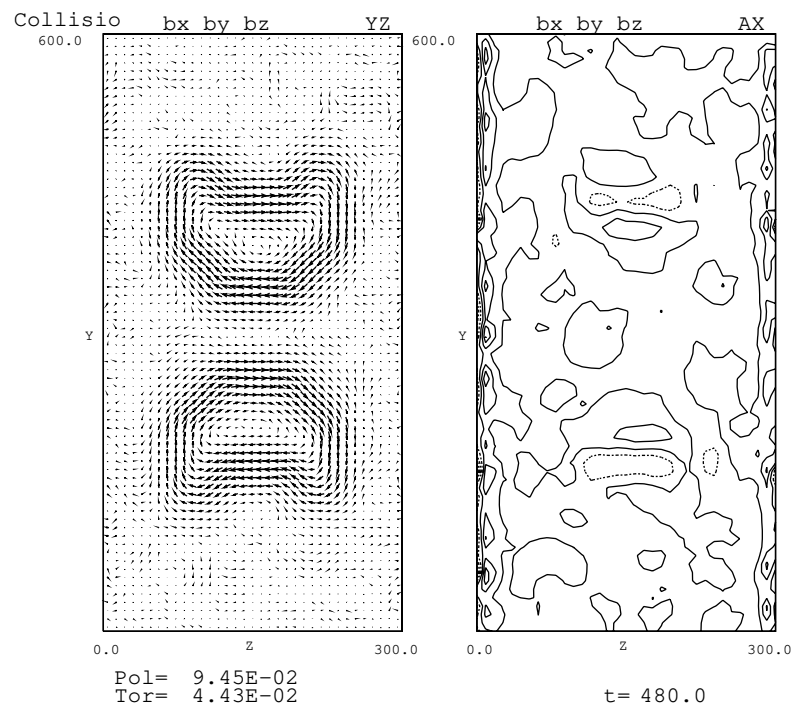 Collisio bx by bz YZ bx by bz AX
600.0 600.0
Y Y
0.0 Z 300.0 0.0 Z 300.0
Pol= 9.45E-02
Tor= 4.43E-02 t= 480.0